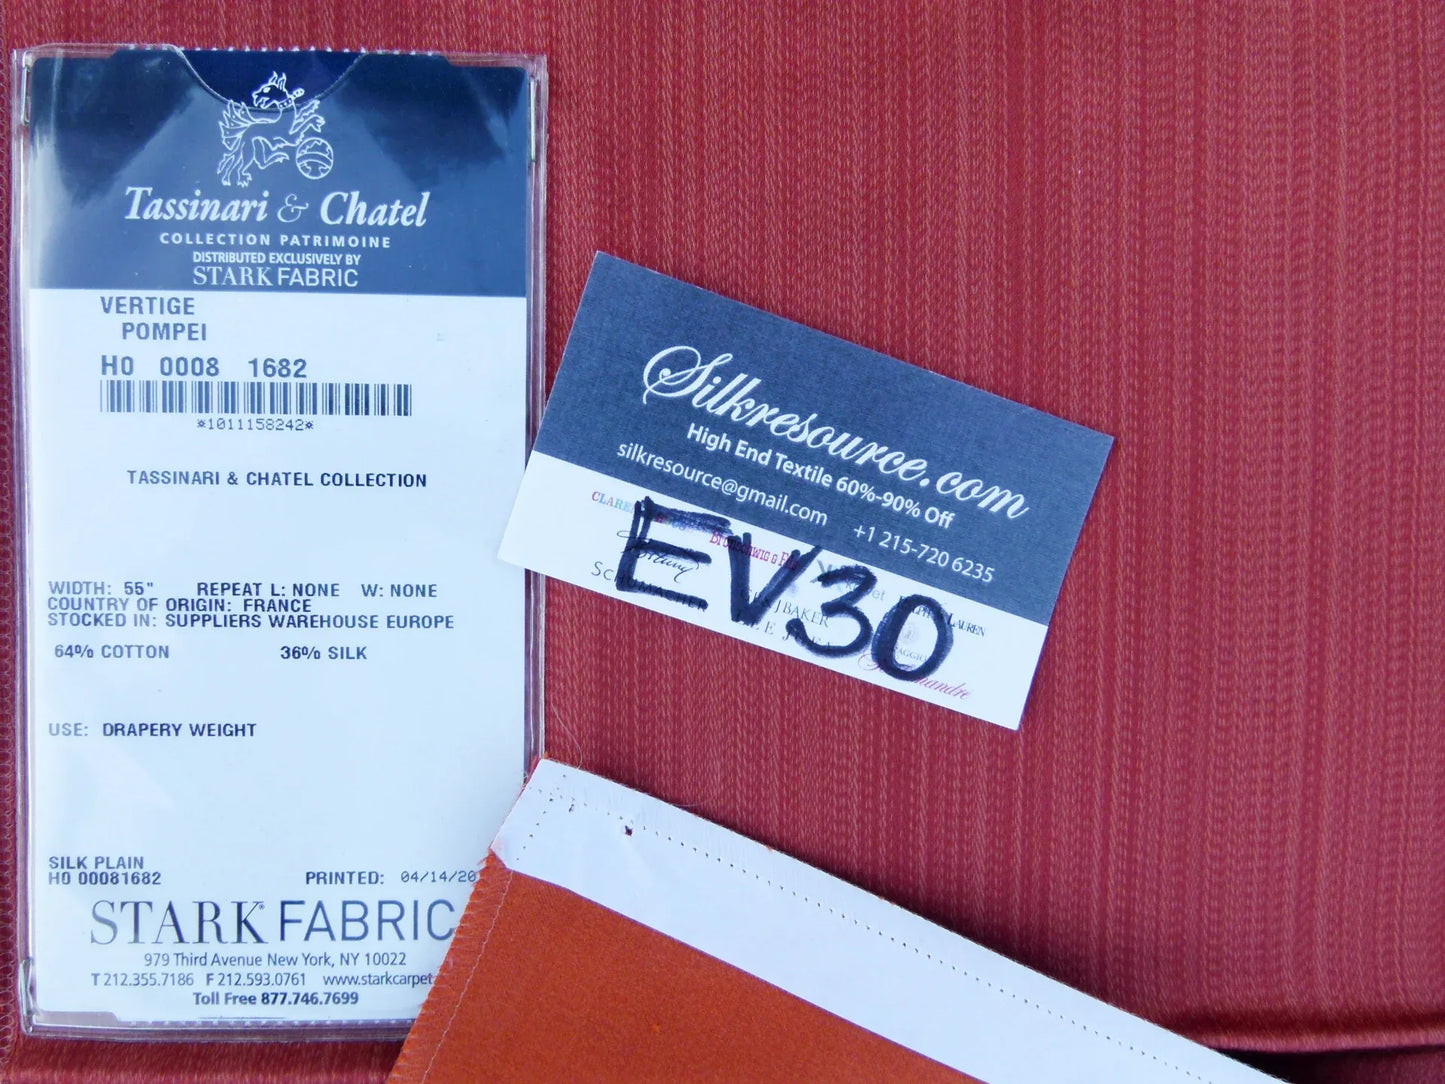 Tassinari & Chatel
COLLECTION PATRIMOINE
DISTRIBUTED EXCLUSIVELY BY
STARK FABRIC
VERTIGE
POMPEI
H0 0008 1682
*1011158242*
TASSINARI & CHATEL COLLECTION
WIDTH: 55" REPEAT L: NONE W: NONE
COUNTRY OF ORIGIN: FRANCE
STOCKED IN: SUPPLIERS WAREHOUSE EUROPE
64% COTTON 36% SILK
USE: DRAPERY WEIGHT
SILK PLAIN
H0 00081682 PRINTED: 04/14/20
STARK FABRIC
979 Third Avenue New York, NY 10022
T 212.355.7186 F 212.593.0761 www.starkcarpet
Toll Free 877.746.7699
Silkresource.com
High End Textile 60%-90% Off
silkresource@gmail.com +1 215-720 6235
EV30
SCHUMACHER
J BAKER
LAUREN